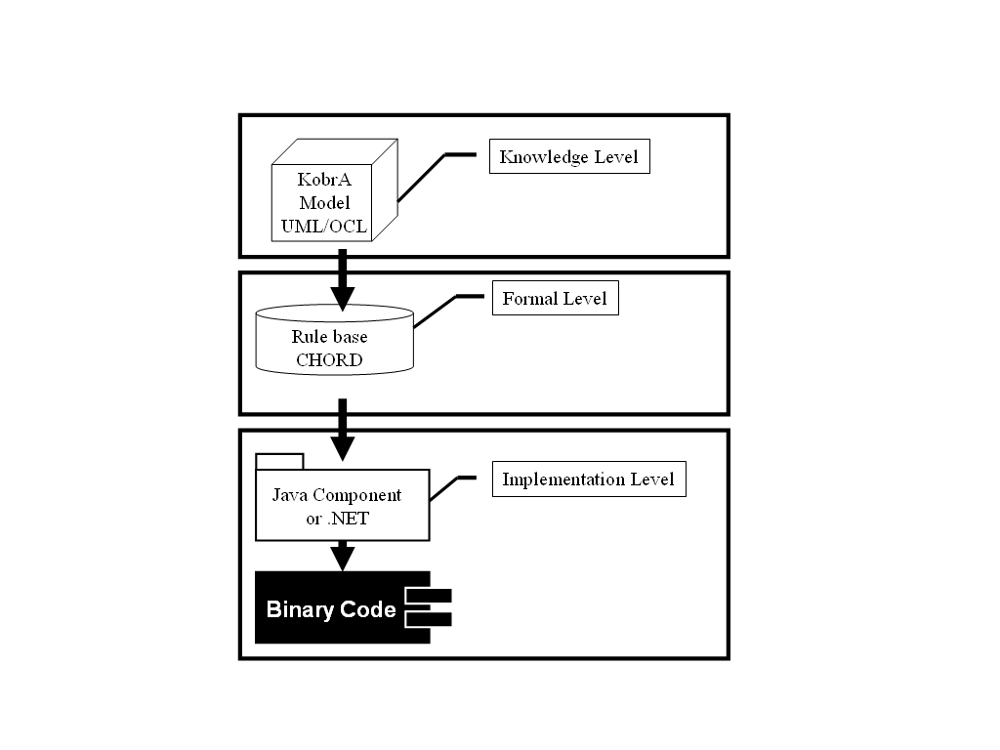 KobrA
Model
UML/OCL
Knowledge Level
Formal Level
Rule base
CHORD
Implementation Level
Java Component
or .NET
Binary Code